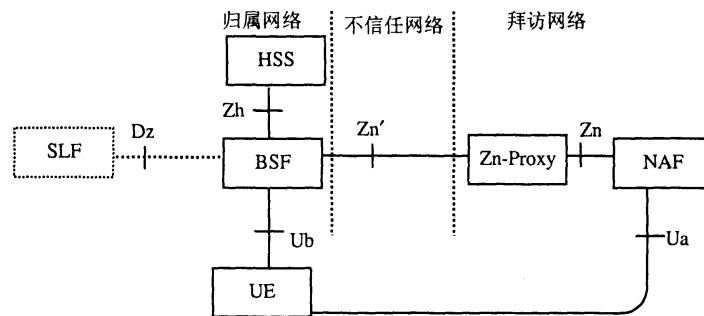 归属网络
不信任网络
拜访网络
HSS
Zh
SLF
Dz
BSF
Zn′
Zn-Proxy
Zn
NAF
Ub
Ua
UE